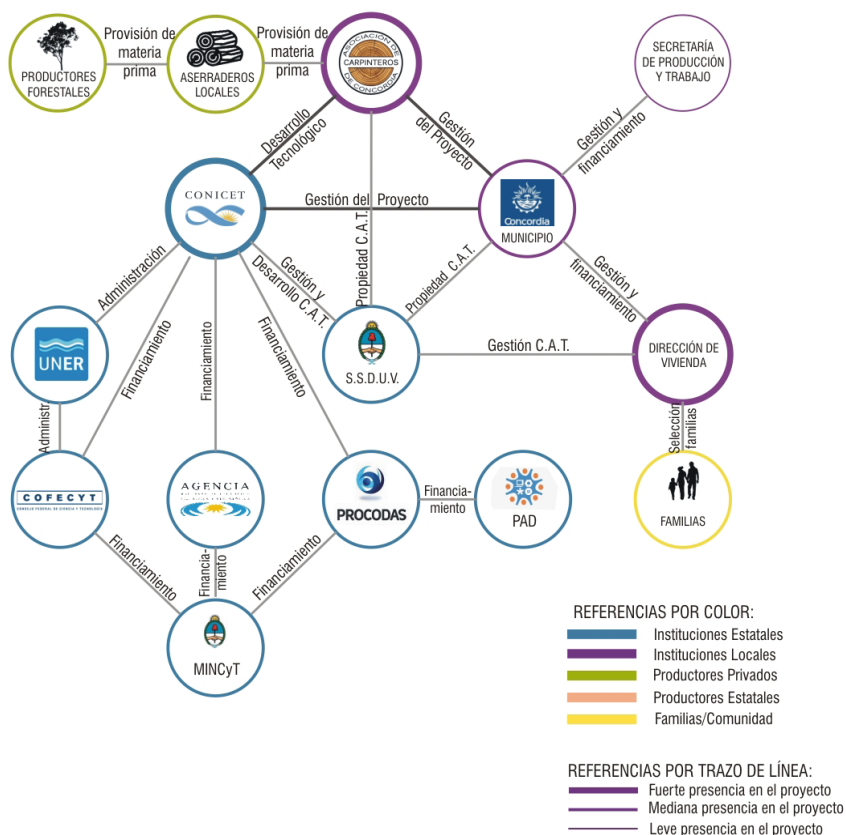 Provisión de
materia
prima
Provisión de
materia
prima
PRODUCTORES
FORESTALES
ASERRADEROS
LOCALES
ASOCIACIÓN DE
CARPINTEROS
DE CONCORDIA
SECRETARÍA
DE PRODUCCIÓN
Y TRABAJO
Desarrollo
Tecnológico
Gestión
del Proyecto
Gestión y
financiamiento
CONICET
Gestión del Proyecto
Concordia
MUNICIPIO
Administración
Gestión y
Desarrollo C.A.T.
Propiedad C.A.T.
Propiedad C.A.T.
Gestión y
financiamiento
UNER
Financiamiento
Financiamiento
Financiamiento
S.S.D.U.V.
Gestión C.A.T.
DIRECCIÓN DE
VIVIENDA
Administr.
Selección
familias
COFECYT
CONSEJO FEDERAL DE CIENCIA Y TECNOLOGÍA
AGENCIA
PROCODAS
Financia-
miento
PAD
FAMILIAS
Financiamiento
Financia-
miento
Financiamiento
MINCyT
REFERENCIAS POR COLOR:
Instituciones Estatales
Instituciones Locales
Productores Privados
Productores Estatales
Familias/Comunidad
REFERENCIAS POR TRAZO DE LÍNEA:
Fuerte presencia en el proyecto
Mediana presencia en el proyecto
Leve presencia en el proyecto